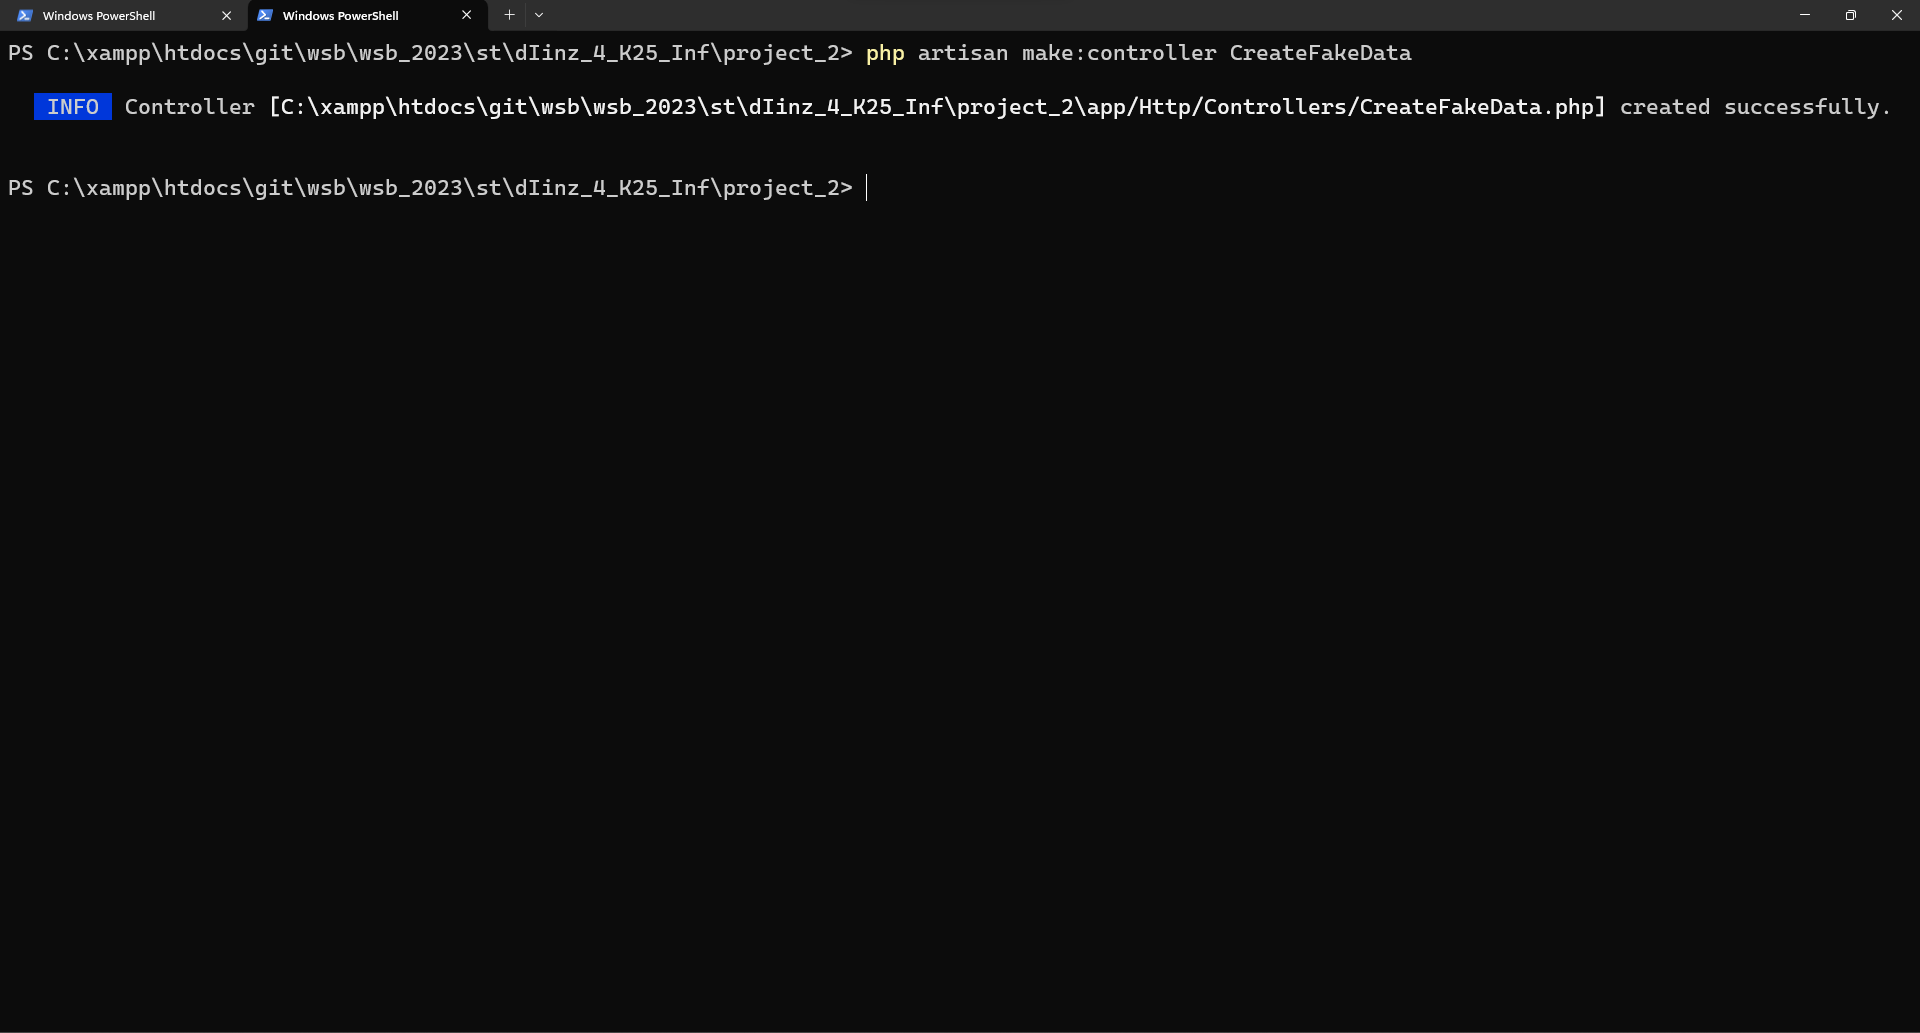 Windows PowerShell
Windows PowerShell
PS C:\xampp\htdocs\git\wsb\wsb_2023\st\dIinz_4_K25_Inf\project_2> php artisan make:controller CreateFakeData
INFO Controller [C:\xampp\htdocs\git\wsb\wsb_2023\st\dIinz_4_K25_Inf\project_2\app/Http/Controllers/CreateFakeData.php] created successfully.
PS C:\xampp\htdocs\git\wsb\wsb_2023\st\dIinz_4_K25_Inf\project_2>